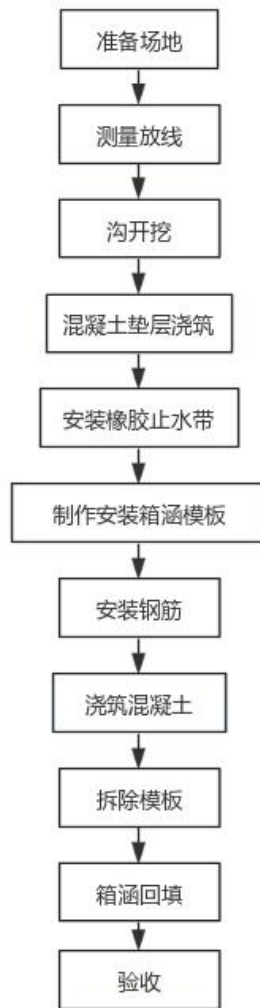 准备场地
测量放线
沟开挖
混凝土垫层浇筑
安装橡胶止水带
制作安装箱涵模板
安装钢筋
浇筑混凝土
拆除模板
箱涵回填
验收